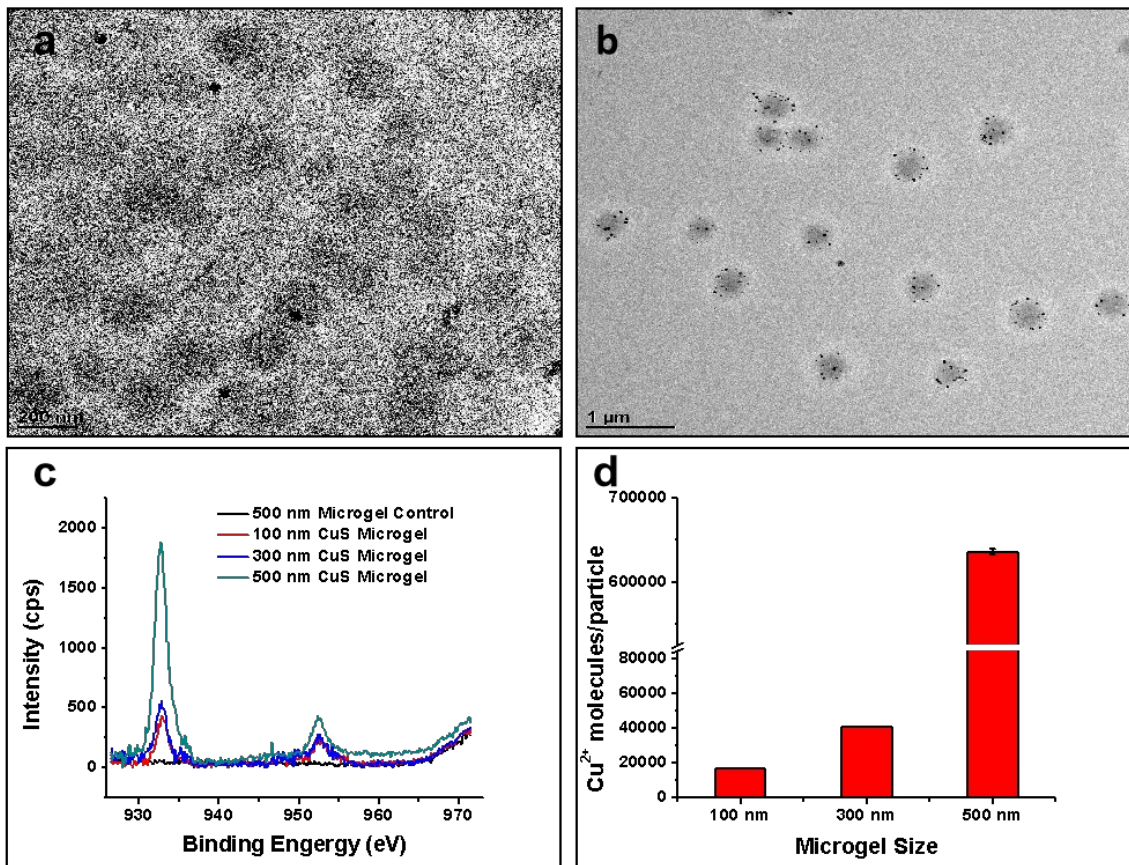 a
200 nm
b
1 µm
c
500 nm Microgel Control
100 nm CuS Microgel
300 nm CuS Microgel
500 nm CuS Microgel
2000
1500
1000
500
0
Intensity (cps)
930 940 950 960 970
Binding Engergy (eV)
d
700000
600000
80000
60000
40000
20000
0
Cu²⁺ molecules/particle
100 nm 300 nm 500 nm
Microgel Size